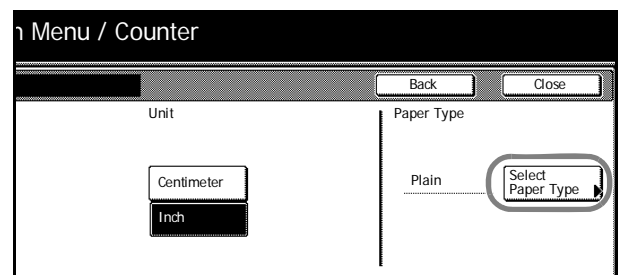 Menu / Counter
Back Close
Unit Paper Type
Centimeter
Inch
Plain
Select
Paper Type